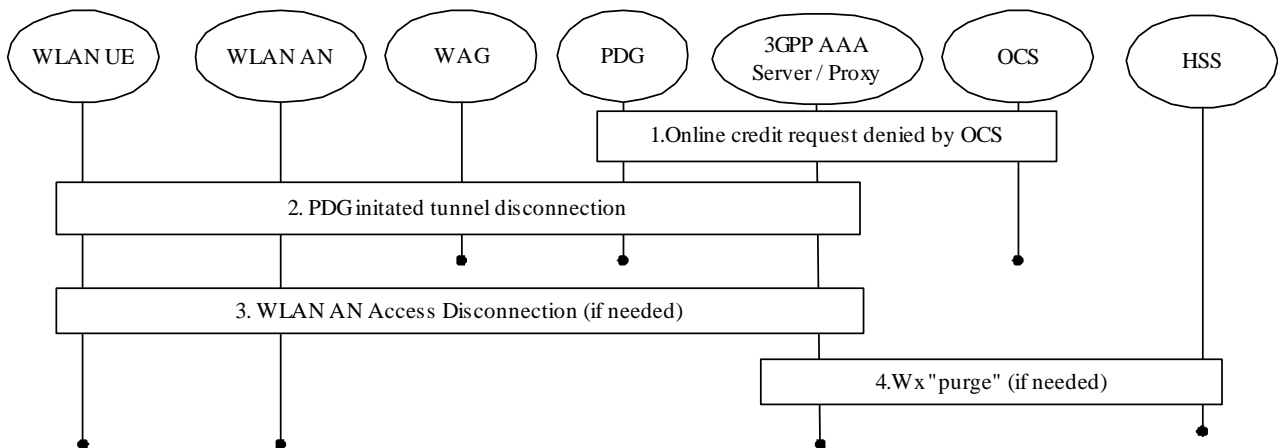 WLAN UE
WLAN AN
WAG
PDG
3GPP AAA
Server / Proxy
OCS
HSS
1.Online credit request denied by OCS
2. PDG initated tunnel disconnection
3. WLAN AN Access Disconnection (if needed)
4.Wx "purge" (if needed)